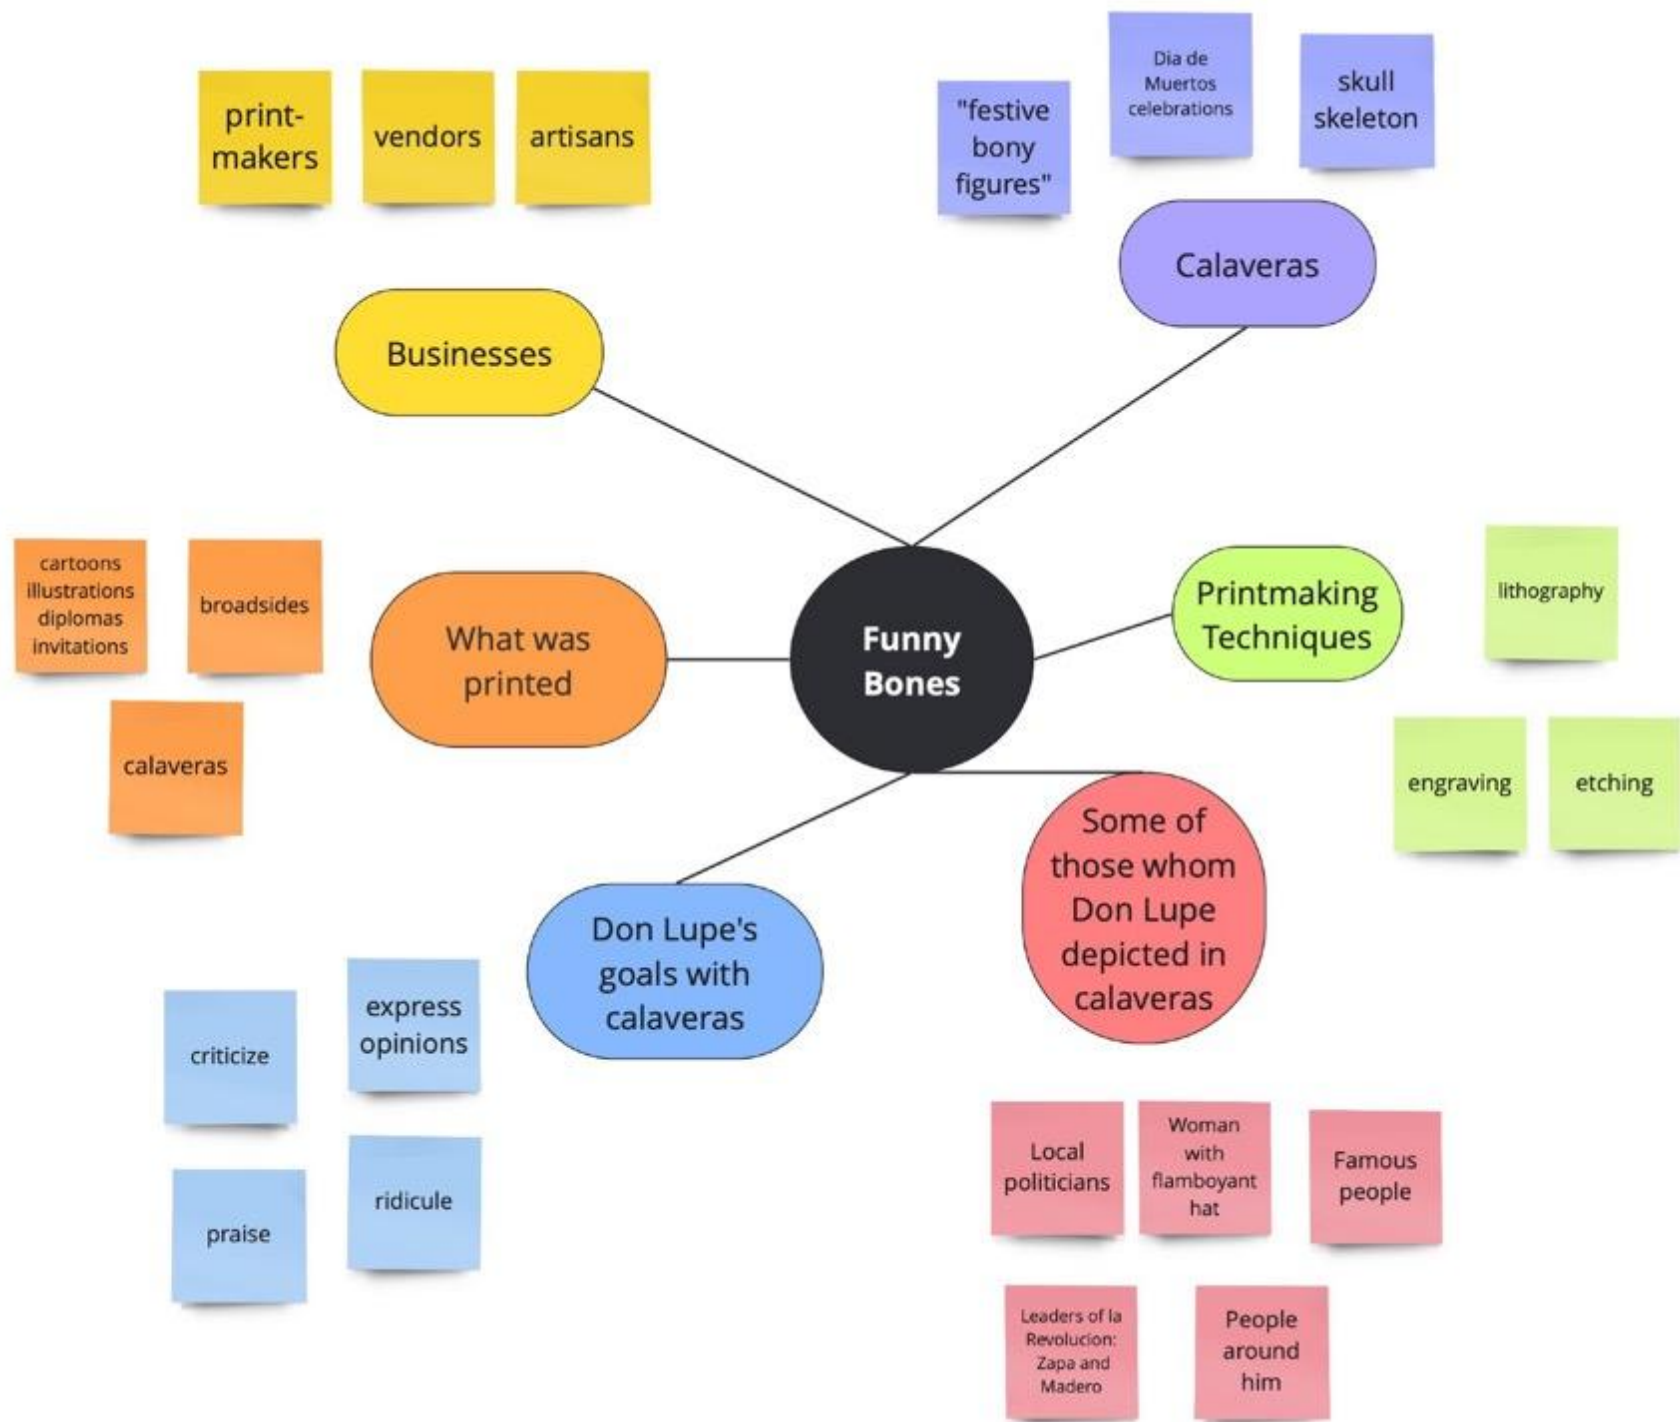 print-
makers
vendors
artisans
Businesses
"festive
bony
figures"
Dia de
Muertos
celebrations
skull
skeleton
Calaveras
cartoons
illustrations
diplomas
invitations
broadsides
calaveras
What was
printed
Funny
Bones
Printmaking
Techniques
lithography
engraving
etching
Don Lupe's
goals with
calaveras
criticize
express
opinions
praise
ridicule
Some of
those whom
Don Lupe
depicted in
calaveras
Local
politicians
Woman
with
flamboyant
hat
Famous
people
Leaders of la
Revolucion:
Zapa and
Madero
People
around
him